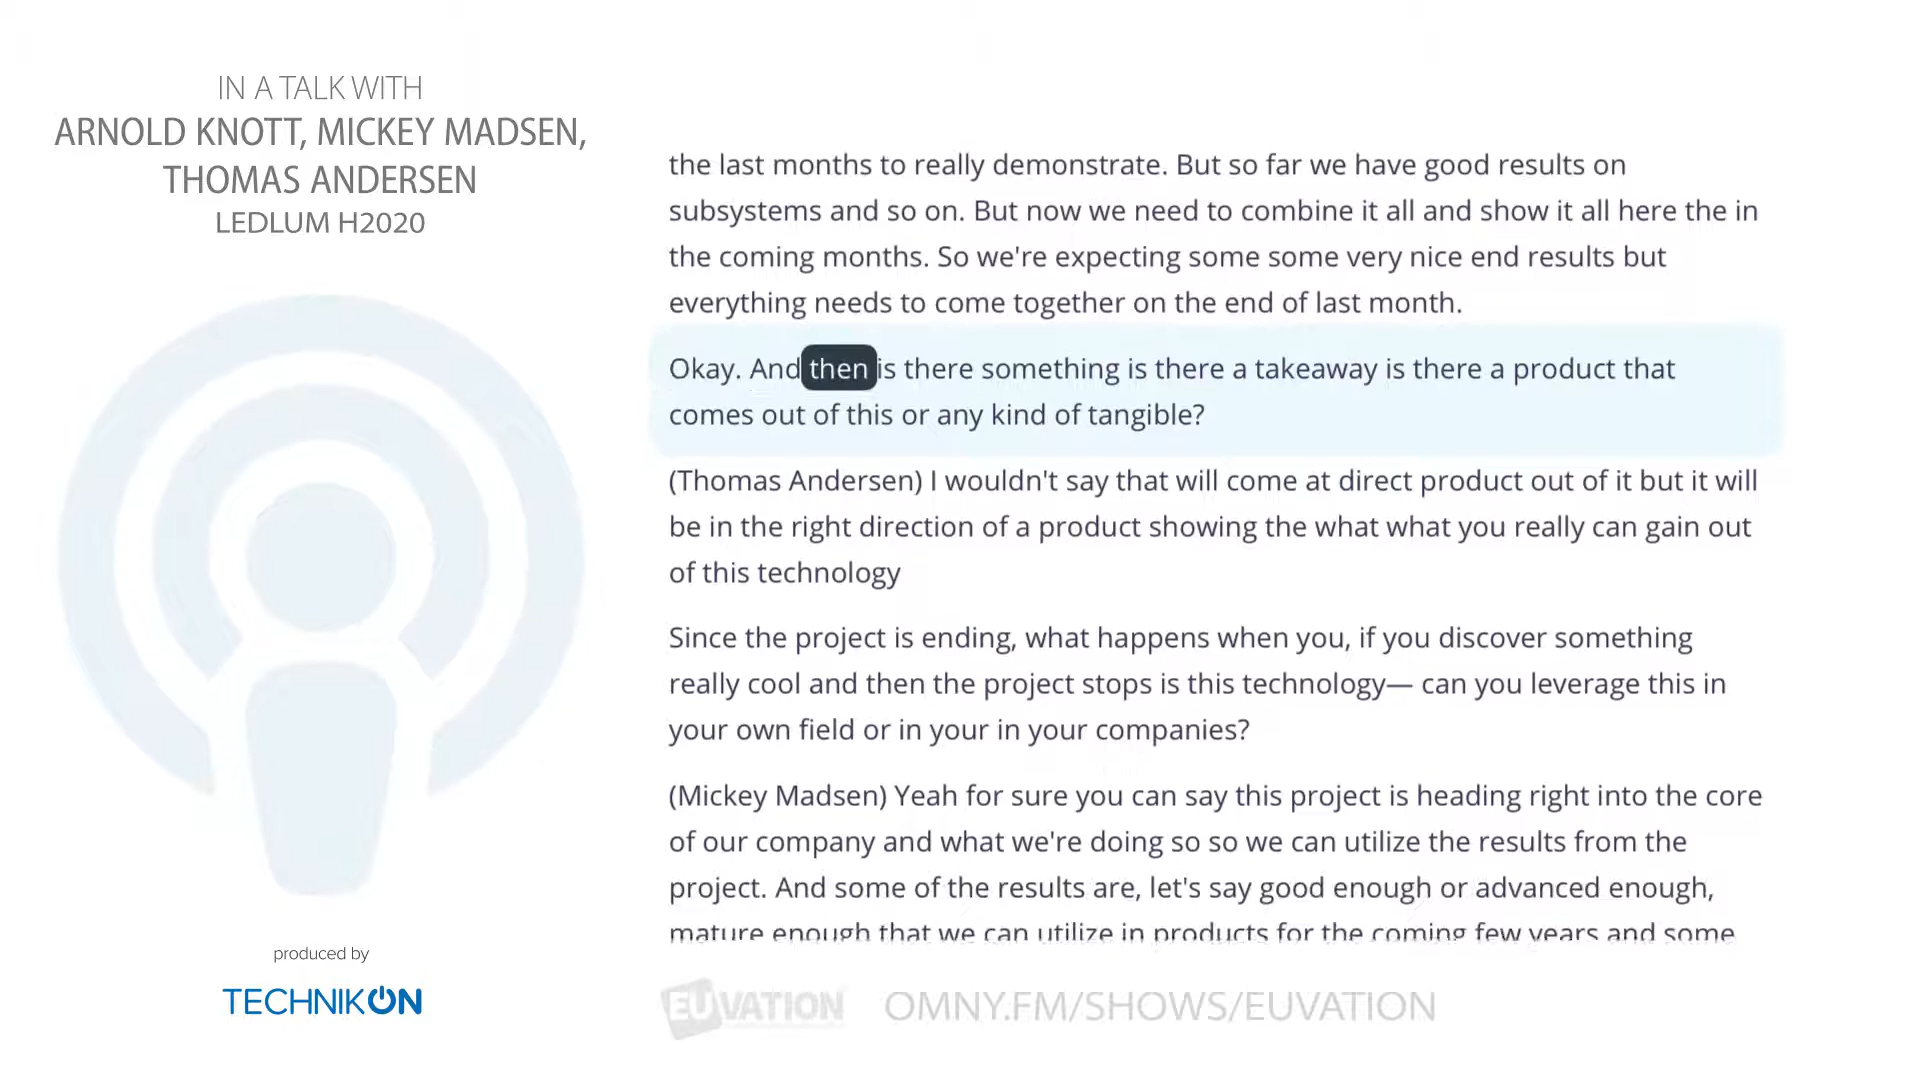 IN A TALK WITH
ARNOLD KNOTT, MICKEY MADSEN,
THOMAS ANDERSEN
LEDLUM H2020
the last months to really demonstrate. But so far we have good results on
subsystems and so on. But now we need to combine it all and show it all here the in
the coming months. So we're expecting some some very nice end results but
everything needs to come together on the end of last month.
Okay. And then is there something is there a takeaway is there a product that
comes out of this or any kind of tangible?
(Thomas Andersen) I wouldn't say that will come at direct product out of it but it will
be in the right direction of a product showing the what what you really can gain out
of this technology
Since the project is ending, what happens when you, if you discover something
really cool and then the project stops is this technology— can you leverage this in
your own field or in your in your companies?
(Mickey Madsen) Yeah for sure you can say this project is heading right into the core
of our company and what we're doing so so we can utilize the results from the
project. And some of the results are, let's say good enough or advanced enough,
mature enough that we can utilize in products for the coming few years and some
produced by
TECHNIKON
EUVATION OMNY.FM/SHOWS/EUVATION